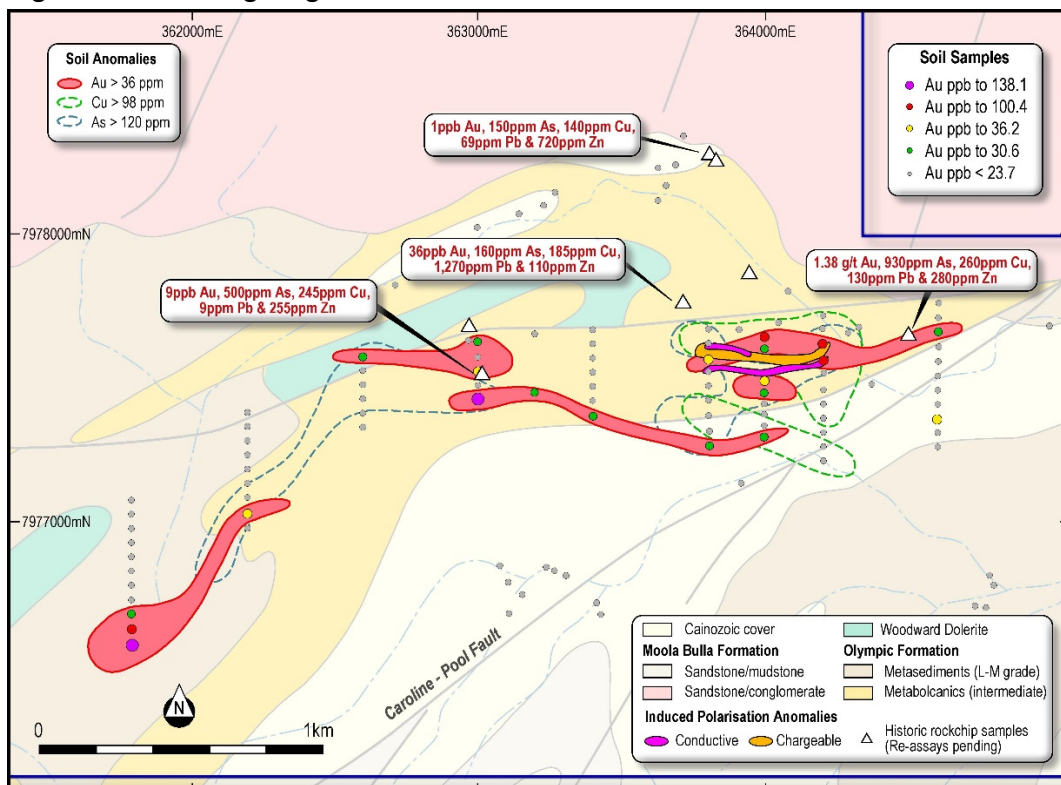 362000mE
363000mE
364000mE
Soil Anomalies
Au > 36 ppm
Cu > 98 ppm
As > 120 ppm
Soil Samples
Au ppb to 138.1
Au ppb to 100.4
Au ppb to 36.2
Au ppb to 30.6
Au ppb < 23.7
1ppb Au, 150ppm As, 140ppm Cu,
69ppm Pb & 720ppm Zn
7978000mN
36ppb Au, 160ppm As, 185ppm Cu,
1,270ppm Pb & 110ppm Zn
1.38 g/t Au, 930ppm As, 260ppm Cu,
130ppm Pb & 280ppm Zn
9ppb Au, 500ppm As, 245ppm Cu,
9ppm Pb & 255ppm Zn
7977000mN
Caroline - Pool Fault
N
0
1km
Cainozoic cover
Moola Bulla Formation
Sandstone/mudstone
Sandstone/conglomerate
Woodward Dolerite
Olympic Formation
Metasediments (L-M grade)
Metabolcanics (intermediate)
Induced Polarisation Anomalies
Conductive
Chargeable
Historic rockchip samples
(Re-assays pending)